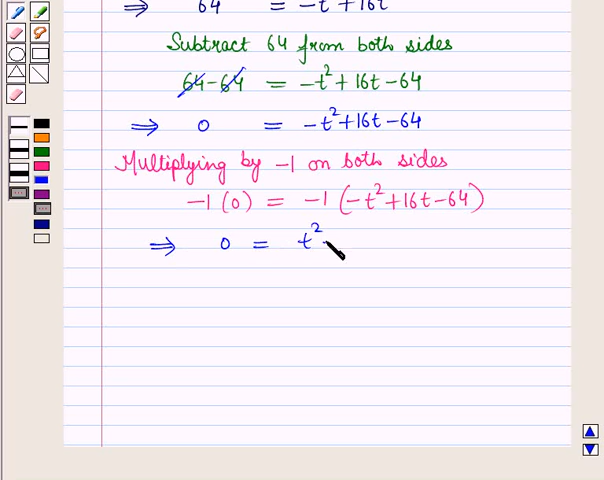 ⇒ 64 = -t²+16t
Subtract 64 from both sides
64-64 = -t²+16t-64
⇒ 0 = -t²+16t-64
Multiplying by -1 on both sides
-1(0) = -1(-t²+16t-64)
⇒ 0 = t²-